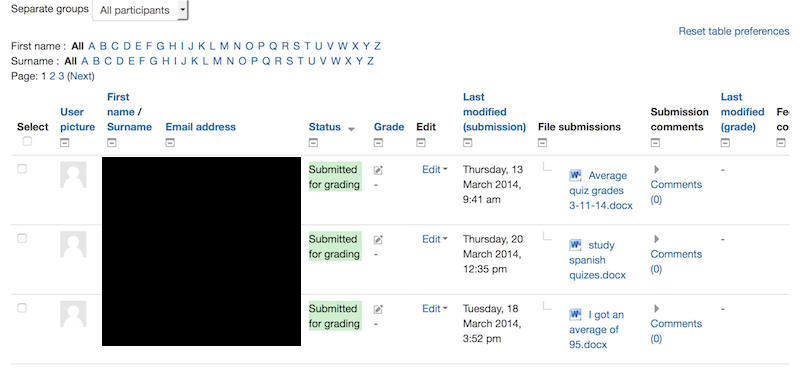 Separate groups All participants
Reset table preferences
First name : All A B C D E F G H I J K L M N O P Q R S T U V W X Y Z
Surname : All A B C D E F G H I J K L M N O P Q R S T U V W X Y Z
Page: 1 2 3 (Next)
Select
User
picture
First
name /
Surname
Email address
Status
Grade
Edit
Last
modified
(submission)
File submissions
Submission
comments
Last
modified
(grade)
Submitted
for grading
-
Edit
Thursday, 13
March 2014,
9:41 am
Average
quiz grades
3-11-14.docx
Comments
(0)
-
Submitted
for grading
-
Edit
Thursday, 20
March 2014,
12:35 pm
study
spanish
quizes.docx
Comments
(0)
-
Submitted
for grading
-
Edit
Tuesday, 18
March 2014,
3:52 pm
I got an
average of
95.docx
Comments
(0)
-